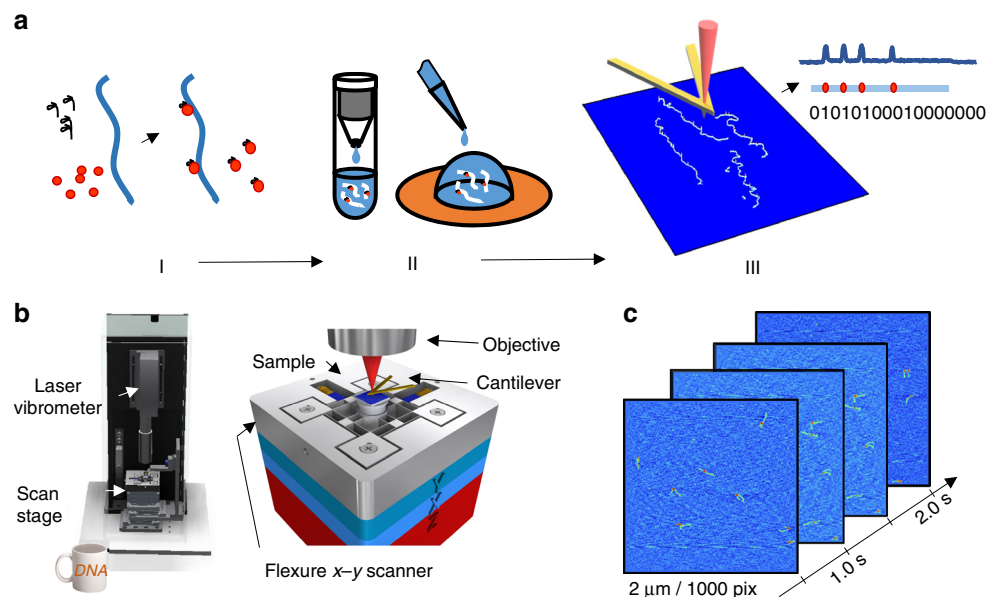 a
01010100010000000
I
II
III
b
Laser
vibrometer
Scan
stage
DNA
Sample
Objective
Cantilever
X
Y
Z
Flexure x–y scanner
c
1.0 s
2.0 s
2 μm / 1000 pix